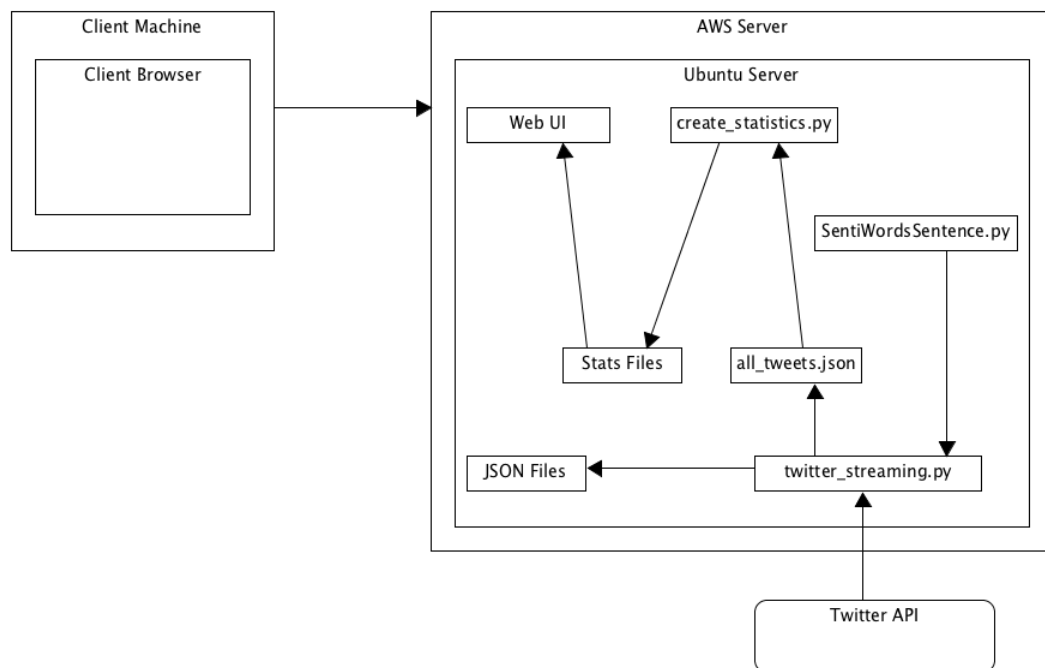 Client Machine
Client Browser
AWS Server
Ubuntu Server
Web UI
create_statistics.py
SentiWordsSentence.py
Stats Files
all_tweets.json
JSON Files
twitter_streaming.py
Twitter API